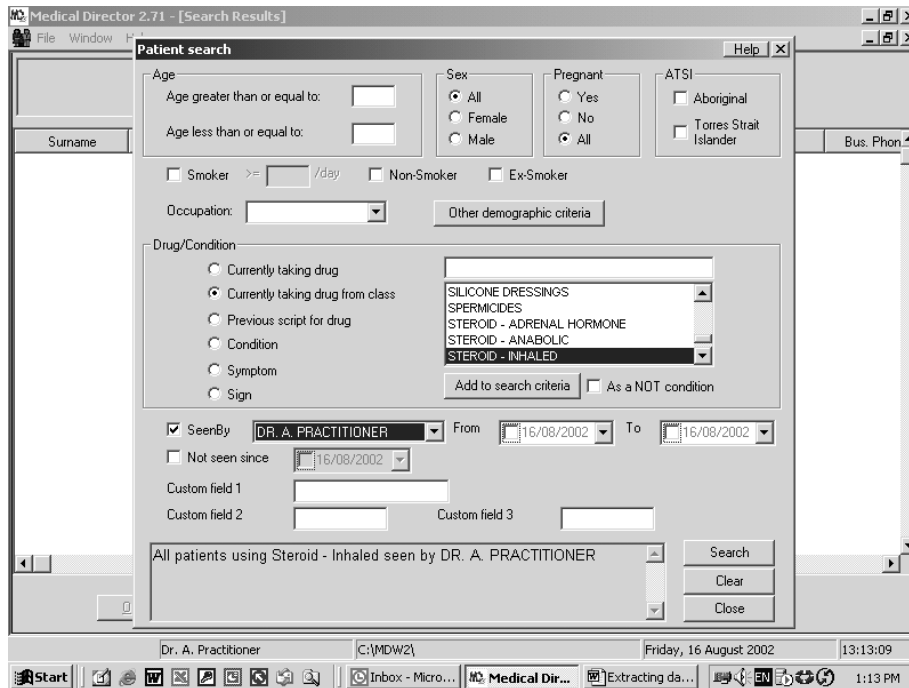 Medical Director 2.71 - [Search Results]
File Window
Patient search
Help
Age
Age greater than or equal to:
Age less than or equal to:
Sex
All
Female
Male
Pregnant
Yes
No
All
ATSI
Aboriginal
Torres Strait
Islander
Surname
Bus. Phon
Smoker >= /day Non-Smoker Ex-Smoker
Occupation:
Other demographic criteria
Drug/Condition
Currently taking drug
Currently taking drug from class
Previous script for drug
Condition
Symptom
Sign
SILICONE DRESSINGS
SPERMICIDES
STEROID - ADRENAL HORMONE
STEROID - ANABOLIC
STEROID - INHALED
Add to search criteria
As a NOT condition
SeenBy DR. A. PRACTITIONER From 16/08/2002 To 16/08/2002
Not seen since 16/08/2002
Custom field 1
Custom field 2 Custom field 3
All patients using Steroid - Inhaled seen by DR. A. PRACTITIONER
Search
Clear
Close
Dr. A. Practitioner C:\MDW2\ Friday, 16 August 2002 13:13:09
Start Inbox - Micro... Medical Dir... Extracting da... EN 1:13 PM